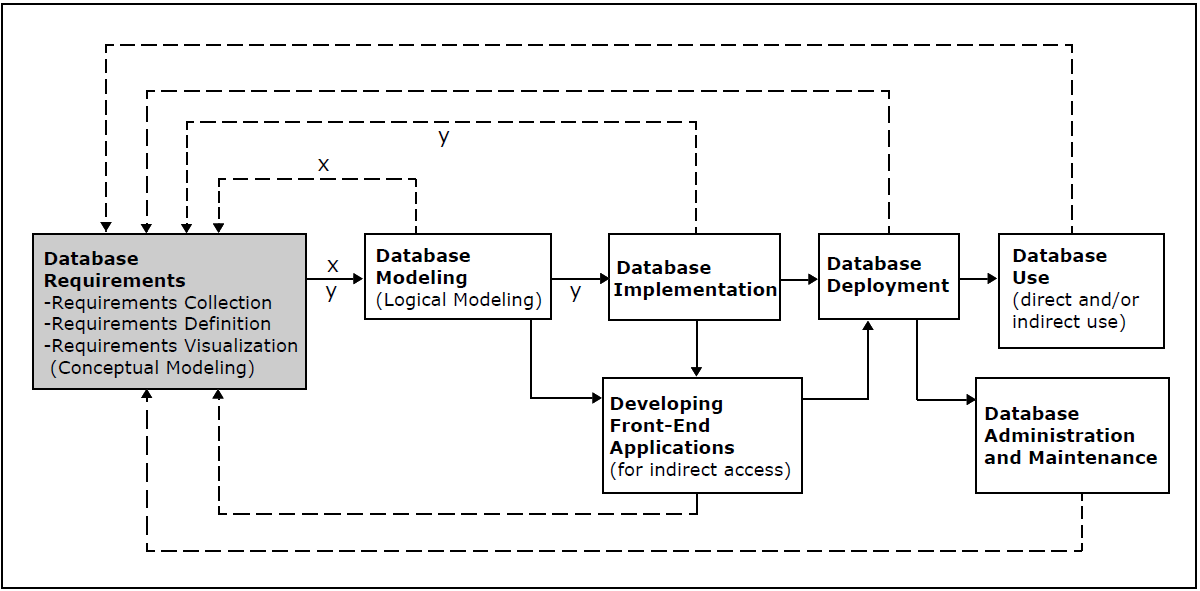 y
x
x
y
y
Database
Requirements
-Requirements Collection
-Requirements Definition
-Requirements Visualization
(Conceptual Modeling)
Database
Modeling
(Logical Modeling)
Database
Implementation
Database
Deployment
Database
Use
(direct and/or
indirect use)
Developing
Front-End
Applications
(for indirect access)
Database
Administration
and Maintenance